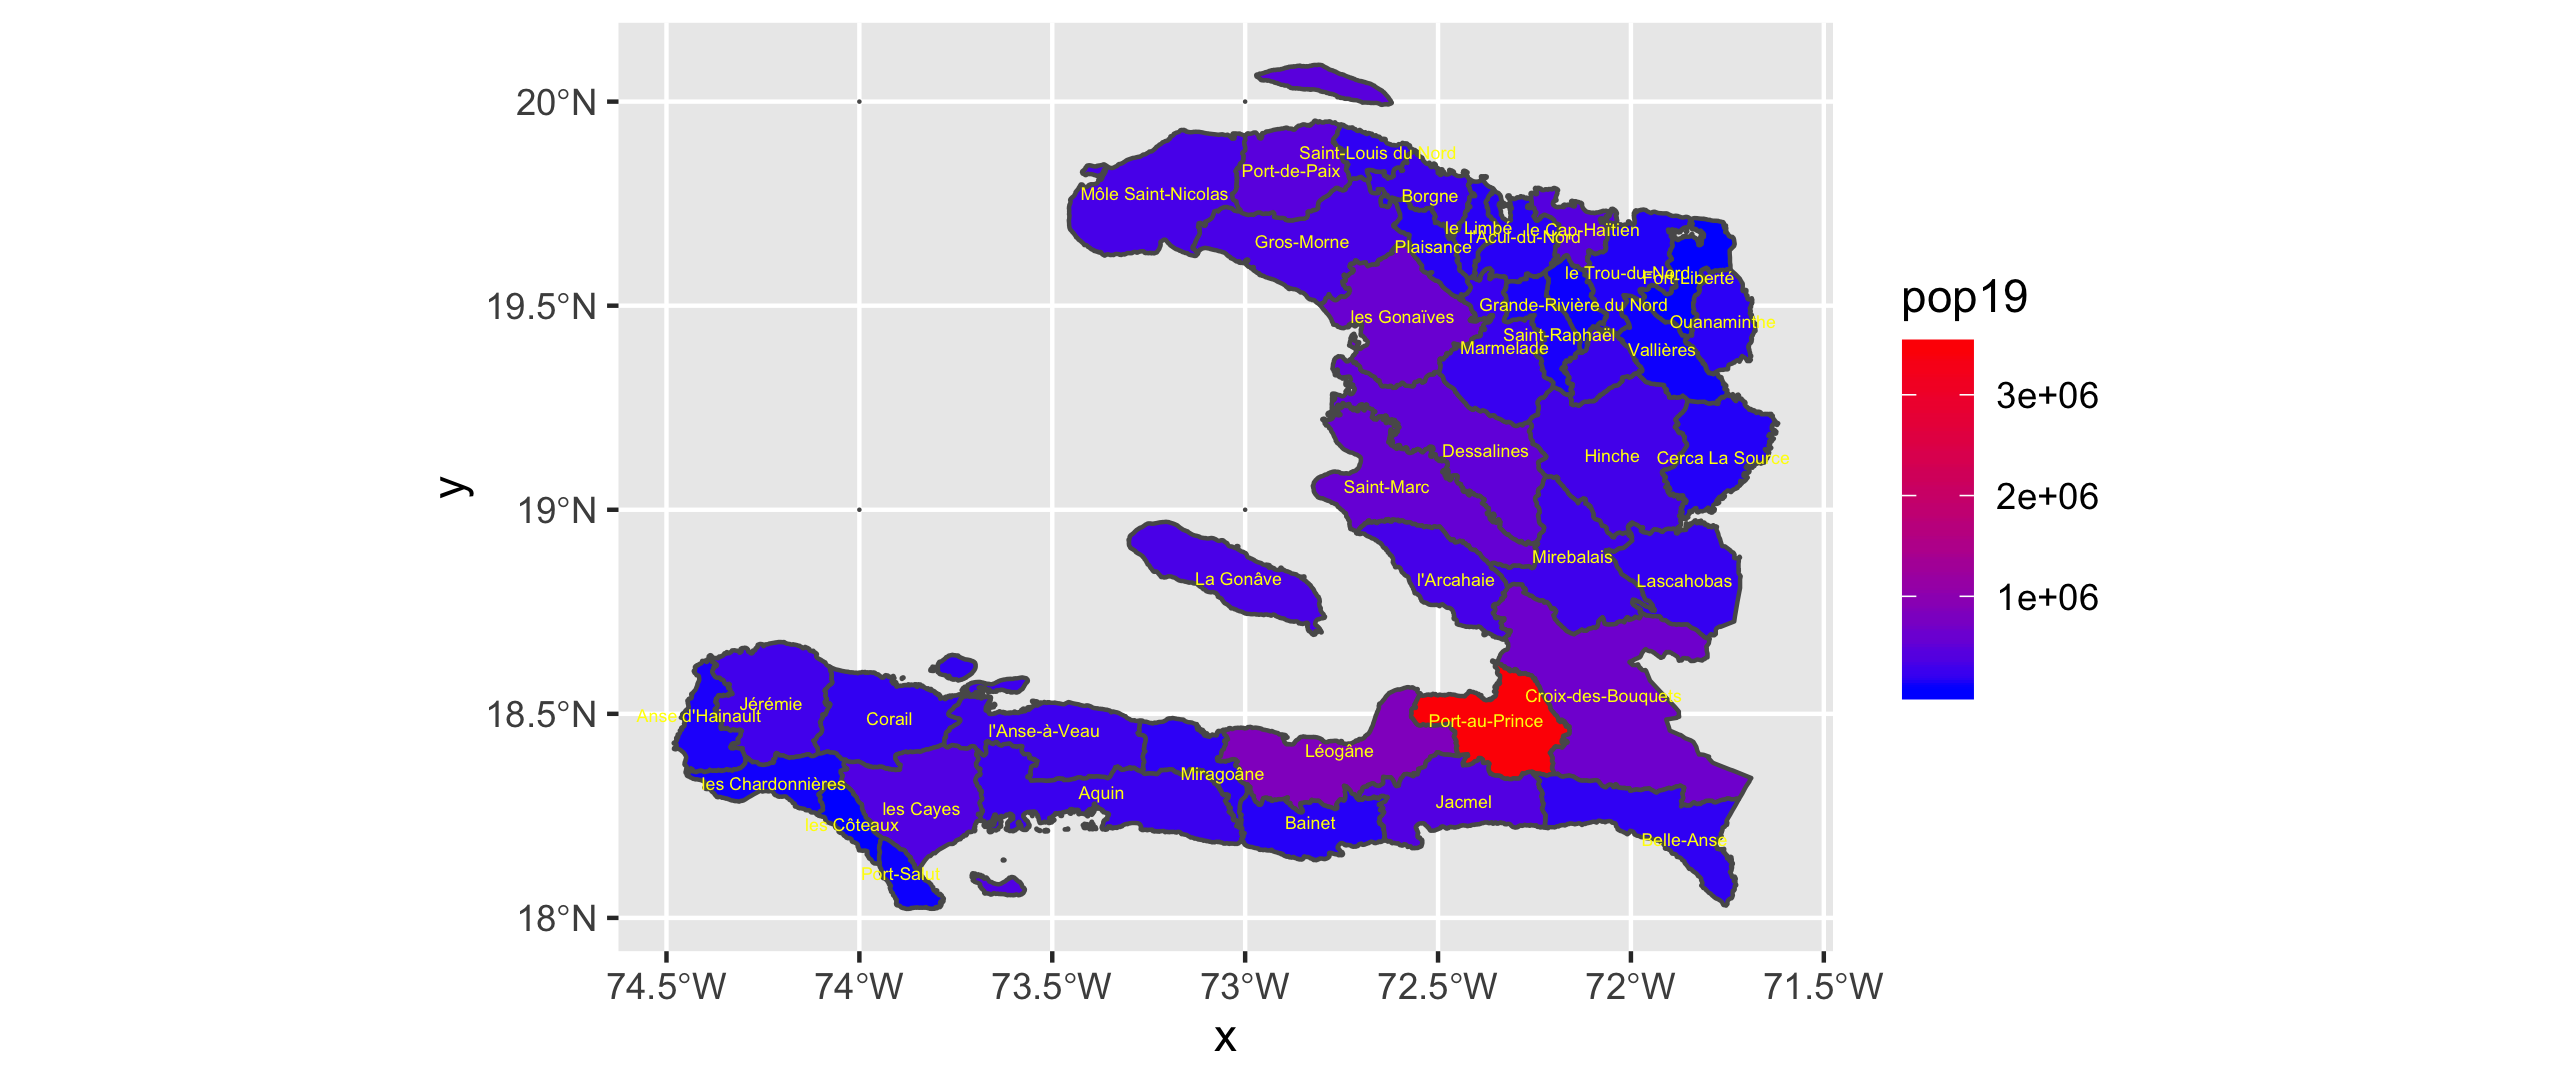 20°N
19.5°N
19°N
18.5°N
18°N
y
74.5°W
74°W
73.5°W
73°W
72.5°W
72°W
71.5°W
x
pop19
3e+06
2e+06
1e+06
Saint-Louis du Nord
Port-de-Paix
Môle Saint-Nicolas
Borgne
le Limbé
le Cap-Haïtien
l'Acul-du-Nord
Gros-Morne
Plaisance
le Trou-du-Nord
Fort-Liberté
Grande-Rivière du Nord
les Gonaïves
Ouanaminthe
Saint-Raphaël
Marmelade
Vallières
Dessalines
Hinche
Cerca La Source
Saint-Marc
Mirebalais
La Gonâve
l'Arcahaie
Lascahobas
Croix-des-Bouquets
Jérémie
Anse d'Hainault
Corail
Port-au-Prince
l'Anse-à-Veau
Léogâne
Miragoâne
les Chardonnières
Aquin
Jacmel
les Cayes
Bainet
les Côteaux
Belle-Anse
Port-Salut